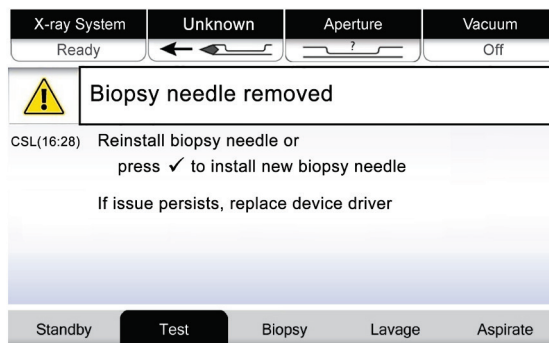 X-ray System Unknown Aperture Vacuum
Ready ? Off
Biopsy needle removed
CSL(16:28) Reinstall biopsy needle or
press ✓ to install new biopsy needle
If issue persists, replace device driver
Standby Test Biopsy Lavage Aspirate